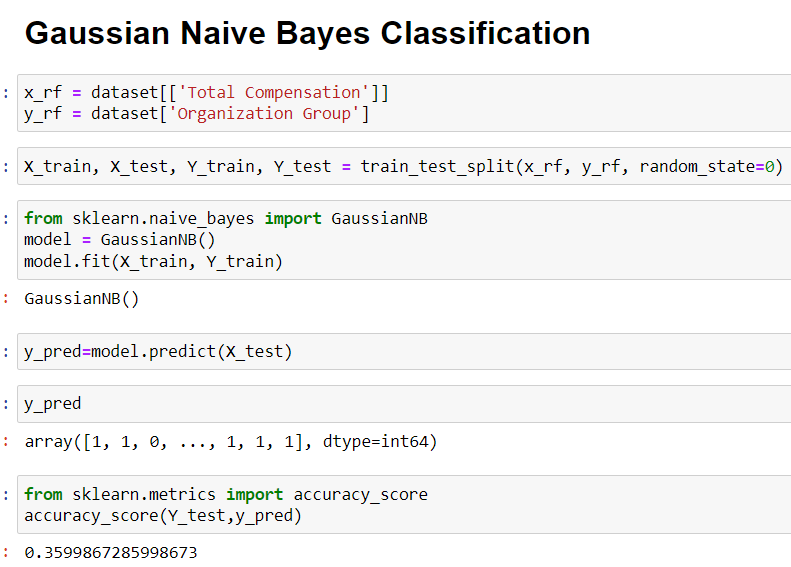 Gaussian Naive Bayes Classification
: x_rf = dataset[['Total Compensation']]
y_rf = dataset['Organization Group']
: X_train, X_test, Y_train, Y_test = train_test_split(x_rf, y_rf, random_state=0)
: from sklearn.naive_bayes import GaussianNB
model = GaussianNB()
model.fit(X_train, Y_train)
: GaussianNB()
: y_pred=model.predict(X_test)
: y_pred
: array([1, 1, 0, ..., 1, 1, 1], dtype=int64)
: from sklearn.metrics import accuracy_score
accuracy_score(Y_test,y_pred)
: 0.3599867285998673